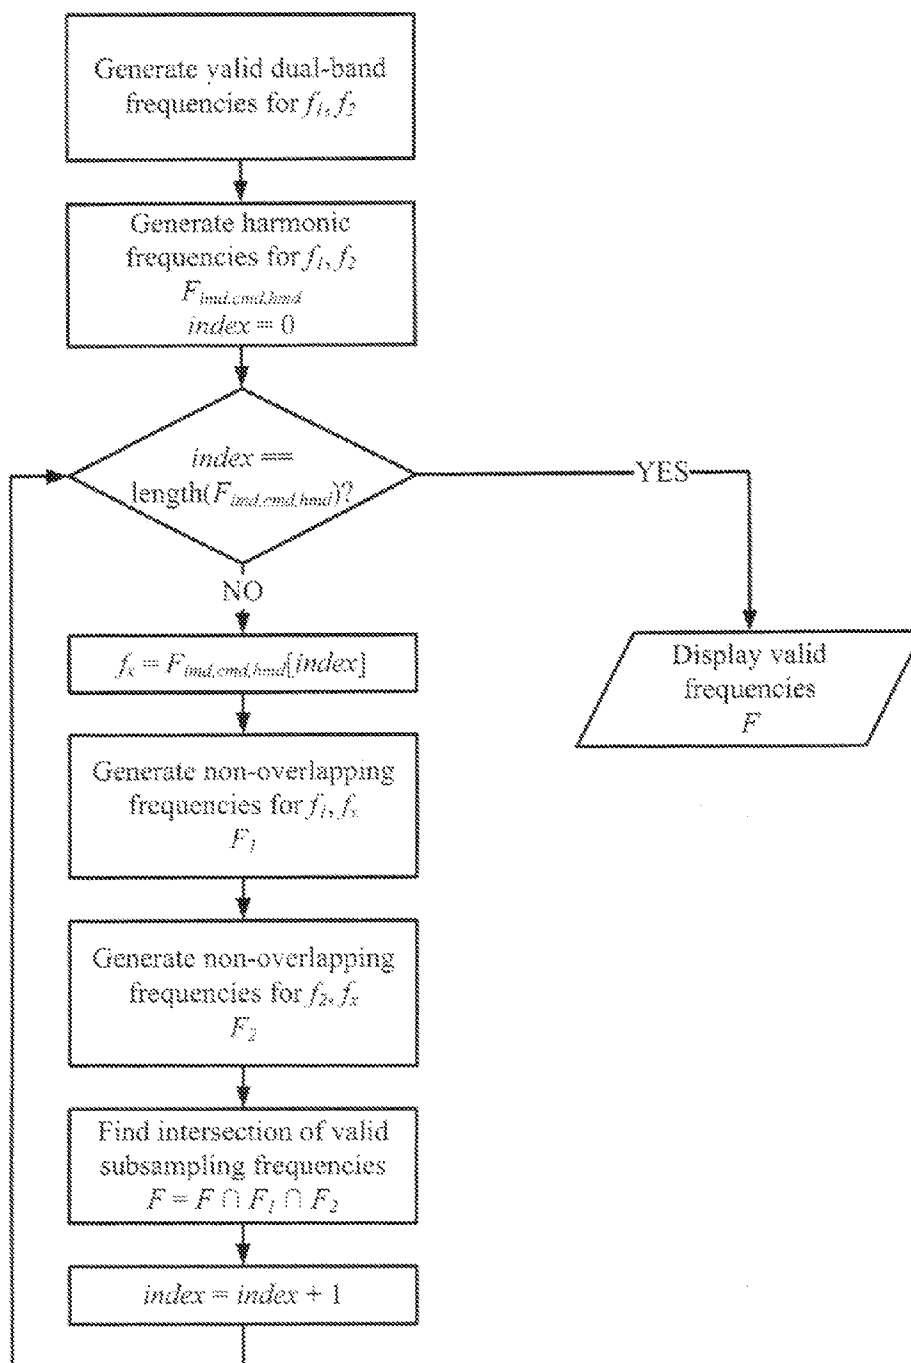 Generate valid dual-band
frequencies for f₁, f₂
Generate harmonic
frequencies for f₁, f₂
F_imd,cmd,hmd
index = 0
index ==
length(F_imd,cmd,hmd)?
YES
NO
fₓ = F_imd,cmd,hmd[index]
Display valid
frequencies
F
Generate non-overlapping
frequencies for f₁, fₓ
F₁
Generate non-overlapping
frequencies for f₂, fₓ
F₂
Find intersection of valid
subsampling frequencies
F = F ∩ F₁ ∩ F₂
index = index + 1